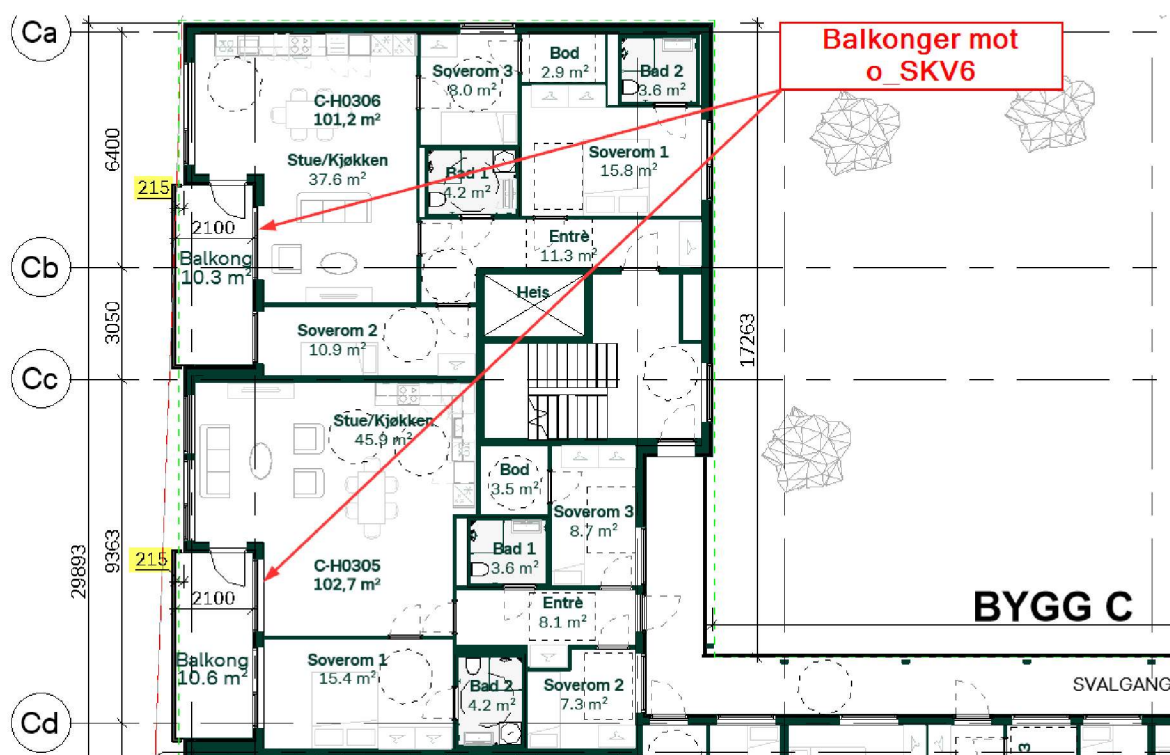 Ca
Cb
Cc
Cd
6400
3050
9363
29893
17263
Balkonger mot
o_SKV6
Soverom 3
8.0 m²
Bod
2.9 m²
Bad 2
3.6 m²
C-H0306
101,2 m²
Stue/Kjøkken
37.6 m²
Bad 1
4.2 m²
Soverom 1
15.8 m²
215
2100
Balkong
10.3 m²
Entrè
11.3 m²
Heis
Soverom 2
10.9 m²
Stue/Kjøkken
45.9 m²
Bod
3.5 m²
Soverom 3
8.7 m²
Bad 1
3.6 m²
C-H0305
102,7 m²
215
2100
Balkong
10.6 m²
Entrè
8.1 m²
Soverom 1
15.4 m²
Bad 2
4.2 m²
Soverom 2
7.3 m²
BYGG C
SVALGANG